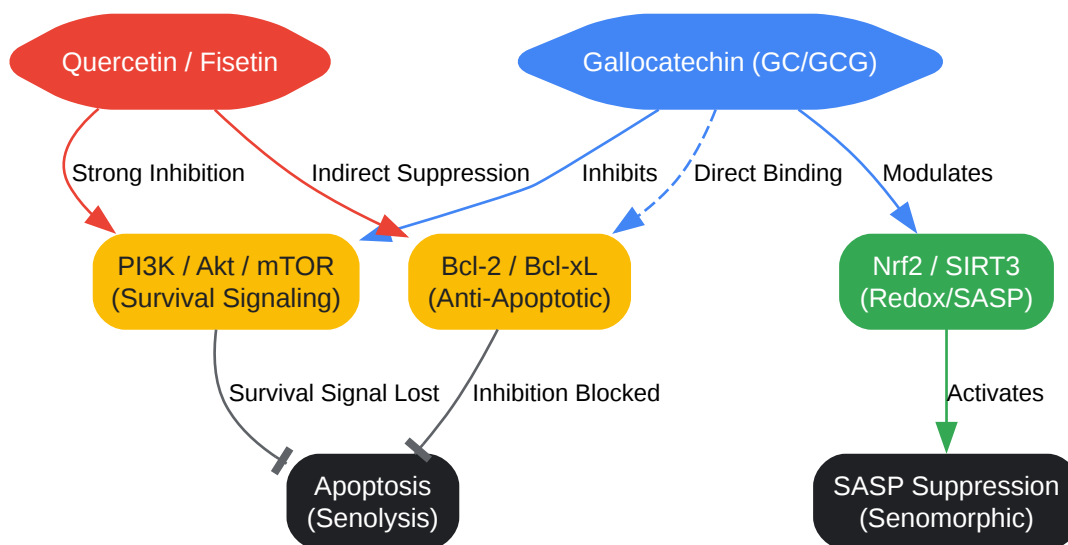 Quercetin / Fisetin
Gallocatechin (GC/GCG)
Strong Inhibition
Indirect Suppression
Inhibits
Direct Binding
Modulates
PI3K / Akt / mTOR
(Survival Signaling)
Bcl-2 / Bcl-xL
(Anti-Apoptotic)
Nrf2 / SIRT3
(Redox/SASP)
Survival Signal Lost
Inhibition Blocked
Activates
Apoptosis
(Senolysis)
SASP Suppression
(Senomorphic)